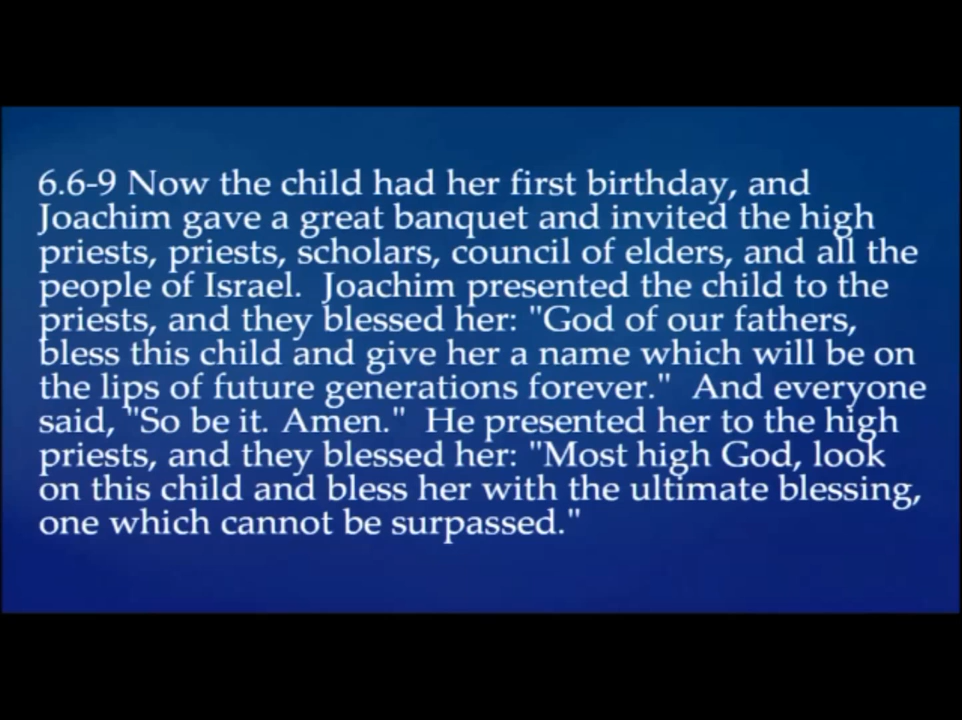 6.6-9 Now the child had her first birthday, and
Joachim gave a great banquet and invited the high
priests, priests, scholars, council of elders, and all the
people of Israel.  Joachim presented the child to the
priests, and they blessed her: "God of our fathers,
bless this child and give her a name which will be on
the lips of future generations forever."  And everyone
said, "So be it. Amen."  He presented her to the high
priests, and they blessed her: "Most high God, look
on this child and bless her with the ultimate blessing,
one which cannot be surpassed."